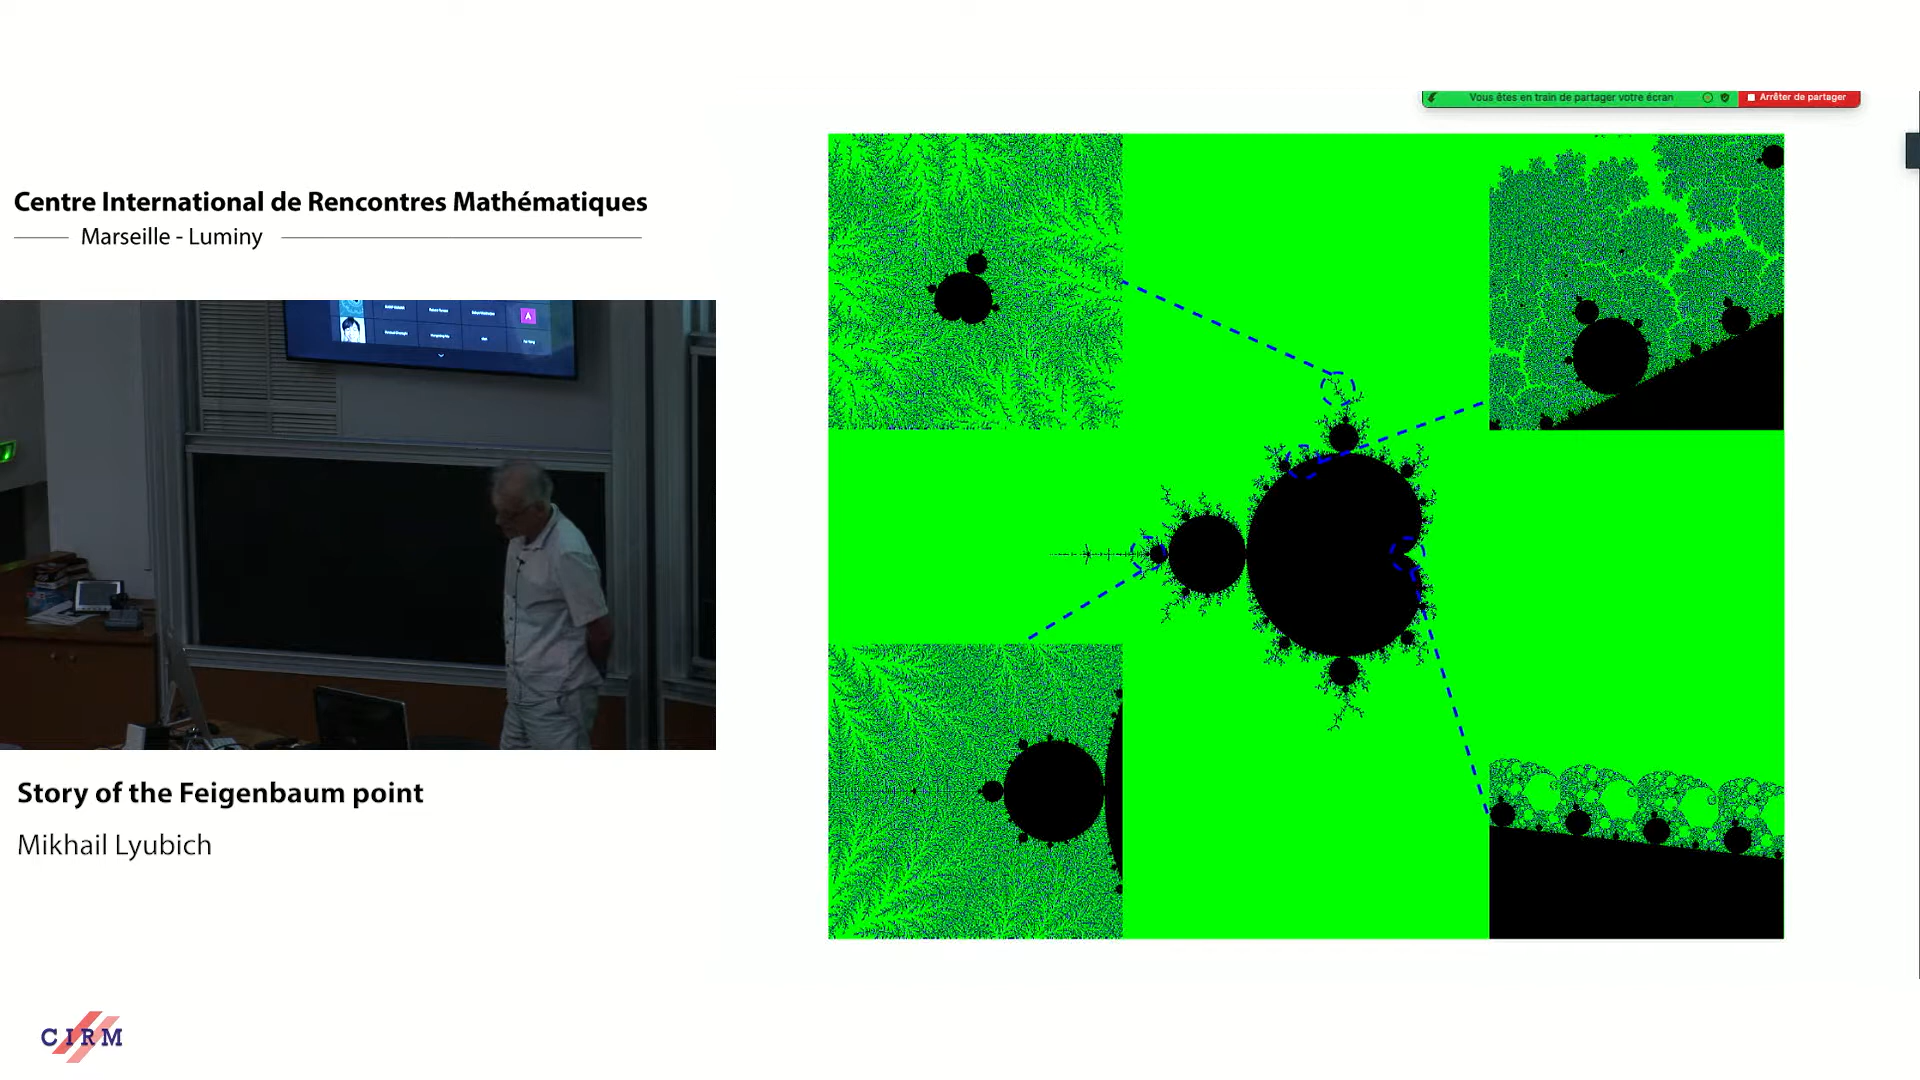 Vous êtes en train de partager votre écran
Arrêter de partager
Centre International de Rencontres Mathématiques
Marseille - Luminy
A
Story of the Feigenbaum point
Mikhail Lyubich
CIRM